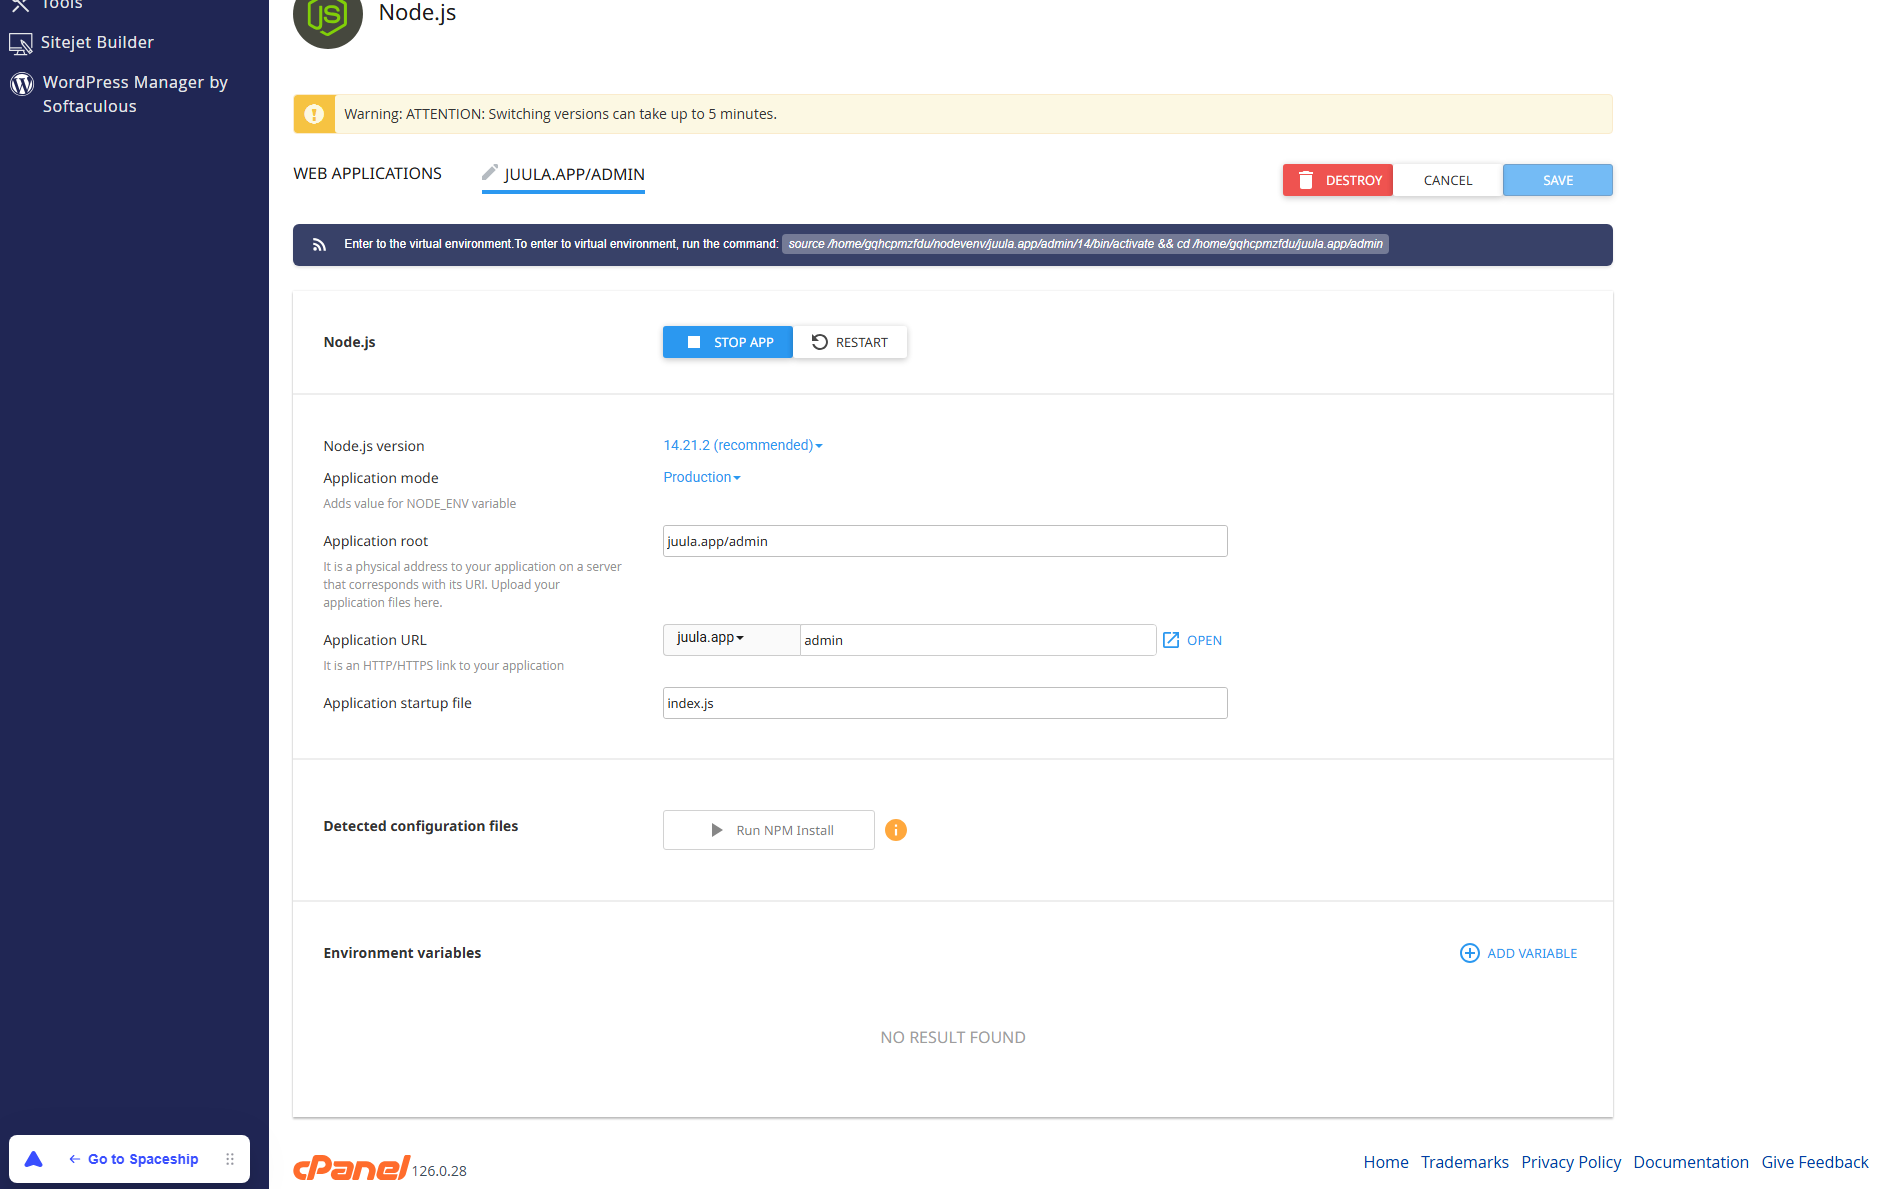 Tools
Sitejet Builder
WordPress Manager by
Softaculous
Go to Spaceship
JS
Node.js
Warning: ATTENTION: Switching versions can take up to 5 minutes.
WEB APPLICATIONS
JUULA.APP/ADMIN
DESTROY
CANCEL
SAVE
Enter to the virtual environment.To enter to virtual environment, run the command: source /home/gqhcpmzfdu/nodevenv/juula.app/admin/14/bin/activate && cd /home/gqhcpmzfdu/juula.app/admin
Node.js
STOP APP
RESTART
Node.js version
14.21.2 (recommended)
Application mode
Production
Adds value for NODE_ENV variable
Application root
juula.app/admin
It is a physical address to your application on a server
that corresponds with its URI. Upload your
application files here.
Application URL
juula.app
admin
OPEN
It is an HTTP/HTTPS link to your application
Application startup file
index.js
Detected configuration files
Run NPM Install
Environment variables
ADD VARIABLE
NO RESULT FOUND
cPanel 126.0.28
Home Trademarks Privacy Policy Documentation Give Feedback